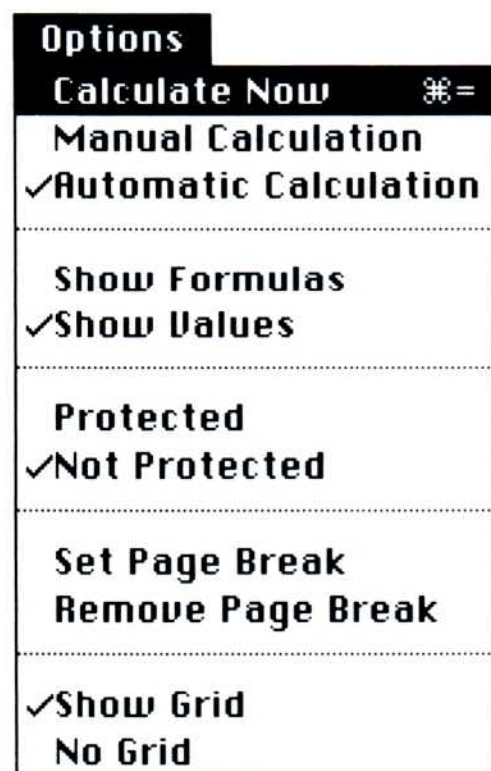 Options
Calculate Now ⌘=
Manual Calculation
✓Automatic Calculation
Show Formulas
✓Show Values
Protected
✓Not Protected
Set Page Break
Remove Page Break
✓Show Grid
No Grid